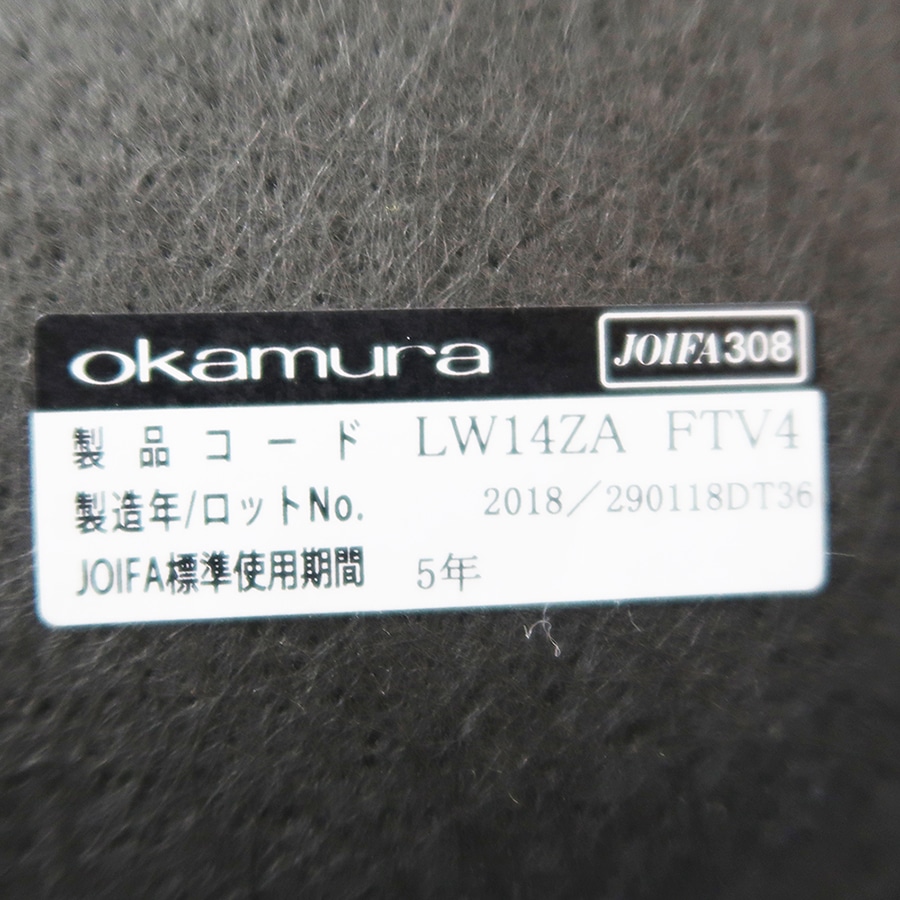 okamura JOIFA308
製品コード LW14ZA FTV4
製造年/ロットNo. 2018／290118DT36
JOIFA標準使用期間 5年